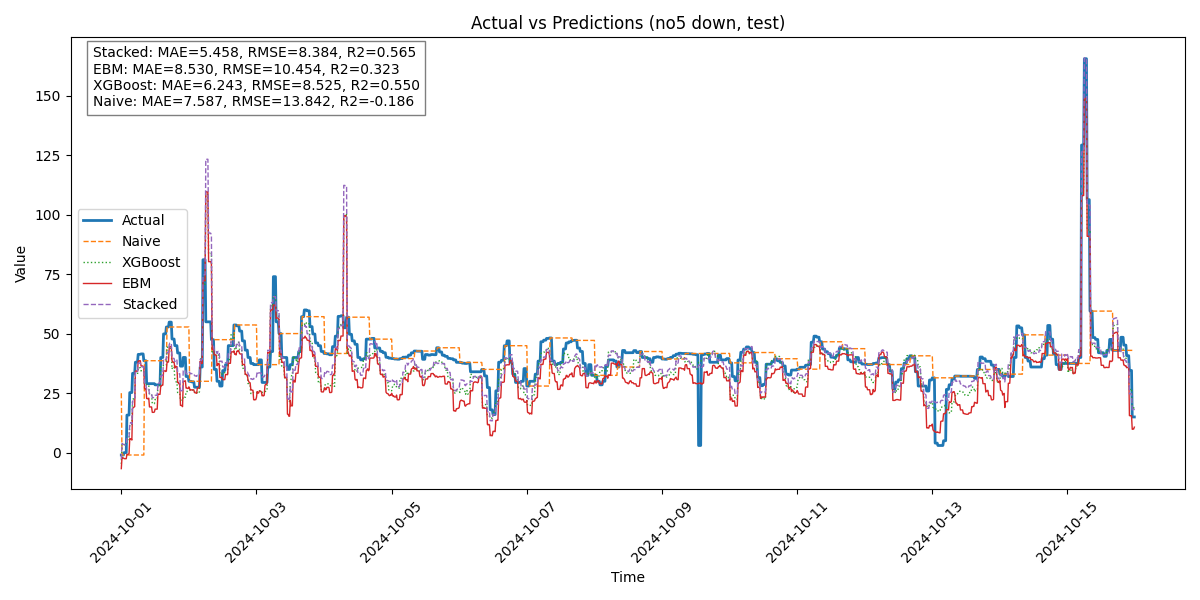 Actual vs Predictions (no5 down, test)
Stacked: MAE=5.458, RMSE=8.384, R2=0.565
EBM: MAE=8.530, RMSE=10.454, R2=0.323
XGBoost: MAE=6.243, RMSE=8.525, R2=0.550
Naive: MAE=7.587, RMSE=13.842, R2=-0.186
Value
150
125
100
75
50
25
0
Actual
Naive
XGBoost
EBM
Stacked
2024-10-01
2024-10-03
2024-10-05
2024-10-07
2024-10-09
2024-10-11
2024-10-13
2024-10-15
Time